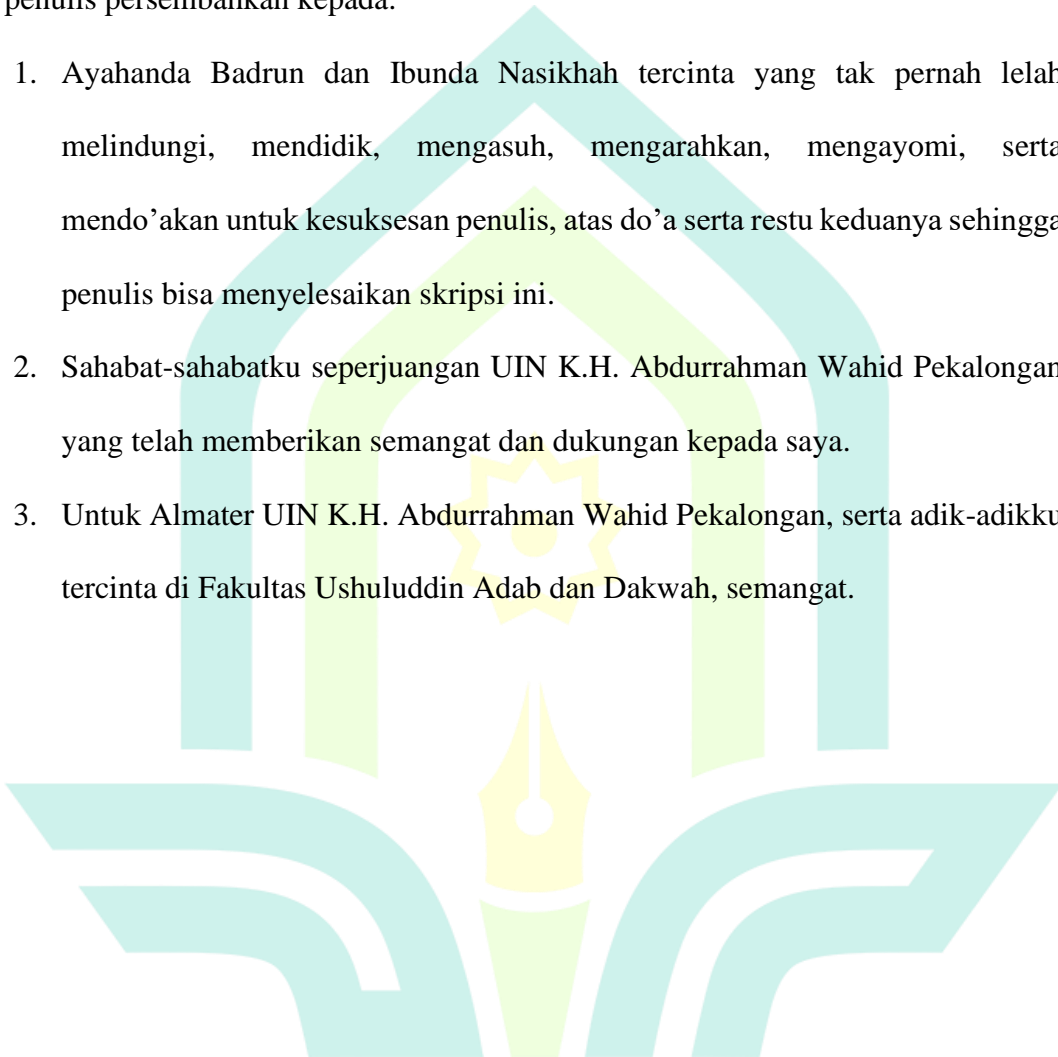 penulis persembahkan kepada:
1. Ayahanda Badrun dan Ibunda Nasikhah tercinta yang tak pernah lelah
melindungi, mendidik, mengasuh, mengarahkan, mengayomi, serta
mendo’akan untuk kesuksesan penulis, atas do’a serta restu keduanya sehingga
penulis bisa menyelesaikan skripsi ini.
2. Sahabat-sahabatku seperjuangan UIN K.H. Abdurrahman Wahid Pekalongan
yang telah memberikan semangat dan dukungan kepada saya.
3. Untuk Almater UIN K.H. Abdurrahman Wahid Pekalongan, serta adik-adikku
tercinta di Fakultas Ushuluddin Adab dan Dakwah, semangat.